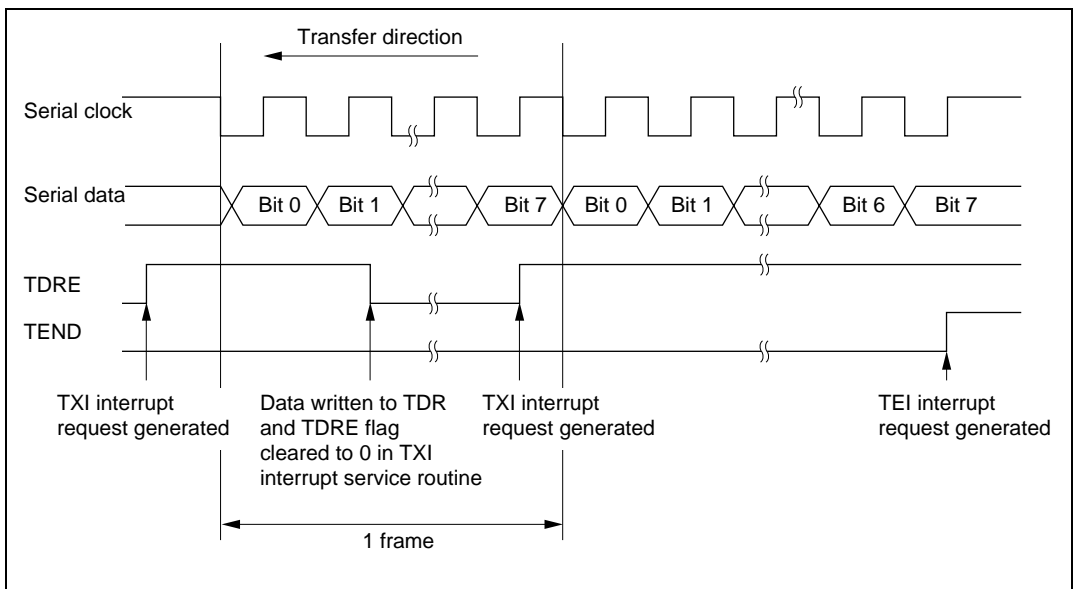 Transfer direction
Serial clock
Serial data
Bit 0 Bit 1 Bit 7 Bit 0 Bit 1 Bit 6 Bit 7
TDRE
TEND
TXI interrupt
request generated
Data written to TDR
and TDRE flag
cleared to 0 in TXI
interrupt service routine
TXI interrupt
request generated
TEI interrupt
request generated
1 frame